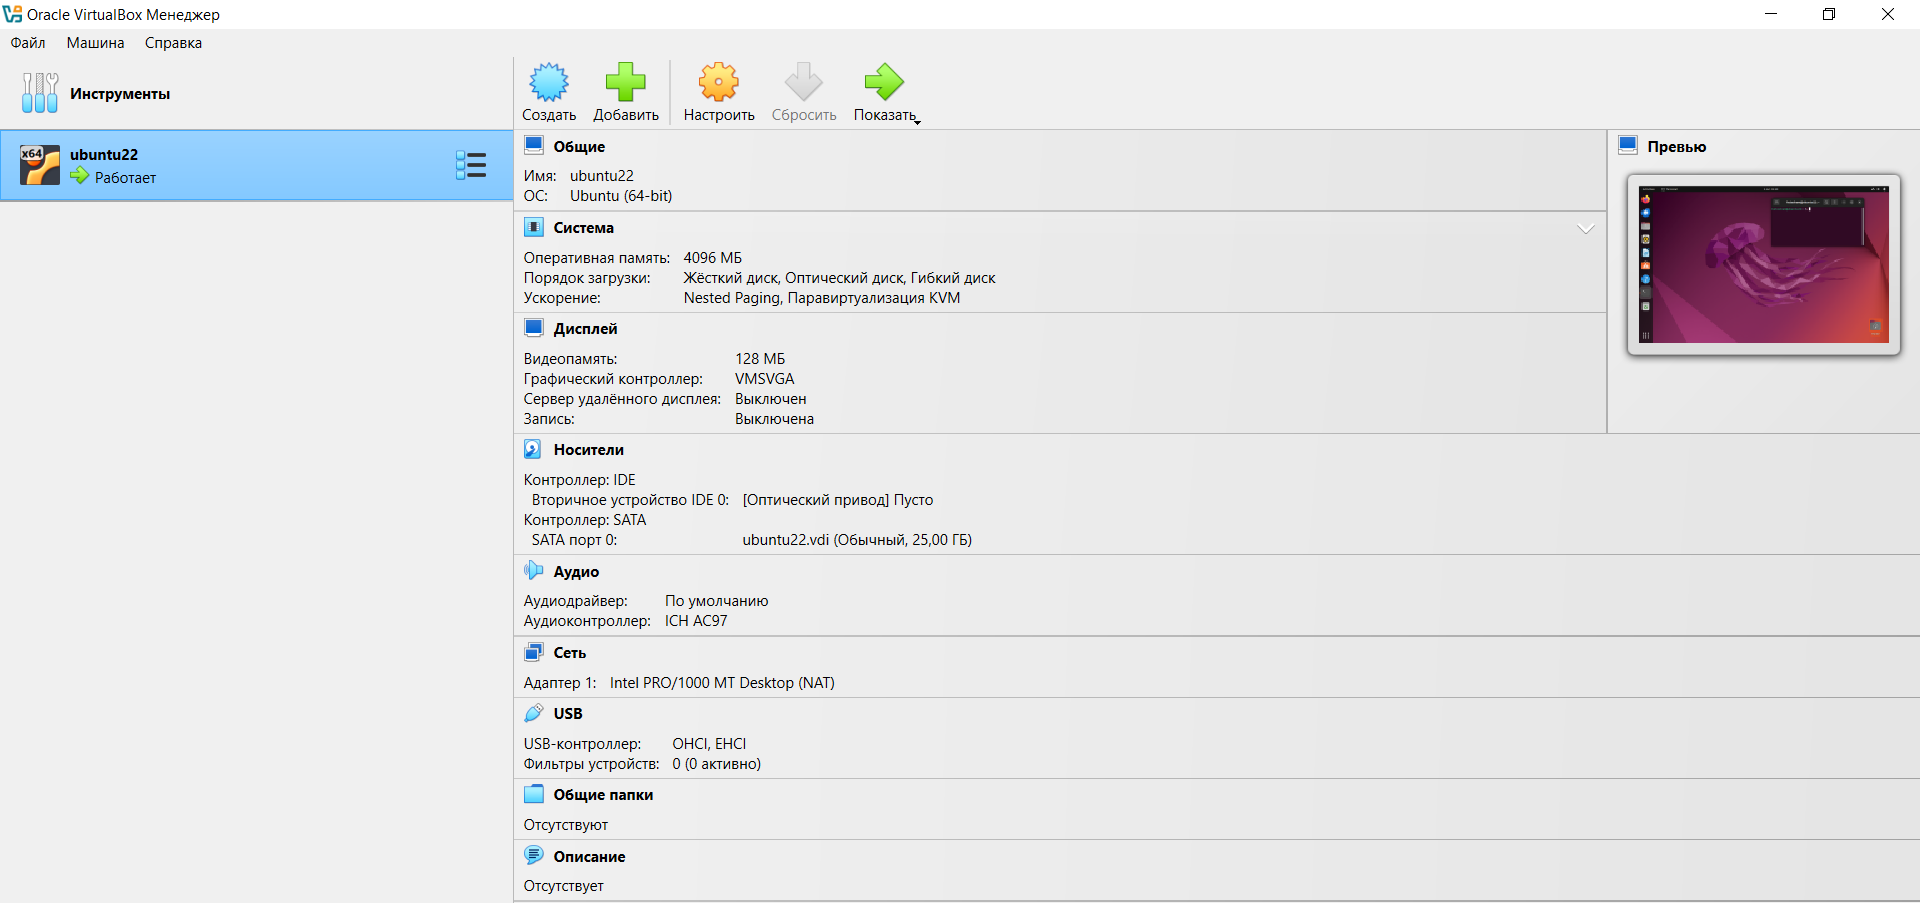 Oracle VirtualBox Менеджер
Файл Машина Справка
Инструменты
x64
ubuntu22
Работает
Создать Добавить Настроить Сбросить Показать
Общие
Имя: ubuntu22
ОС: Ubuntu (64-bit)
Система
Оперативная память: 4096 МБ
Порядок загрузки: Жёсткий диск, Оптический диск, Гибкий диск
Ускорение: Nested Paging, Паравиртуализация KVM
Дисплей
Видеопамять: 128 МБ
Графический контроллер: VMSVGA
Сервер удалённого дисплея: Выключен
Запись: Выключена
Превью
Носители
Контроллер: IDE
Вторичное устройство IDE 0: [Оптический привод] Пусто
Контроллер: SATA
SATA порт 0: ubuntu22.vdi (Обычный, 25,00 ГБ)
Аудио
Аудиодрайвер: По умолчанию
Аудиоконтроллер: ICH AC97
Сеть
Адаптер 1: Intel PRO/1000 MT Desktop (NAT)
USB
USB-контроллер: OHCI, EHCI
Фильтры устройств: 0 (0 активно)
Общие папки
Отсутствуют
Описание
Отсутствует